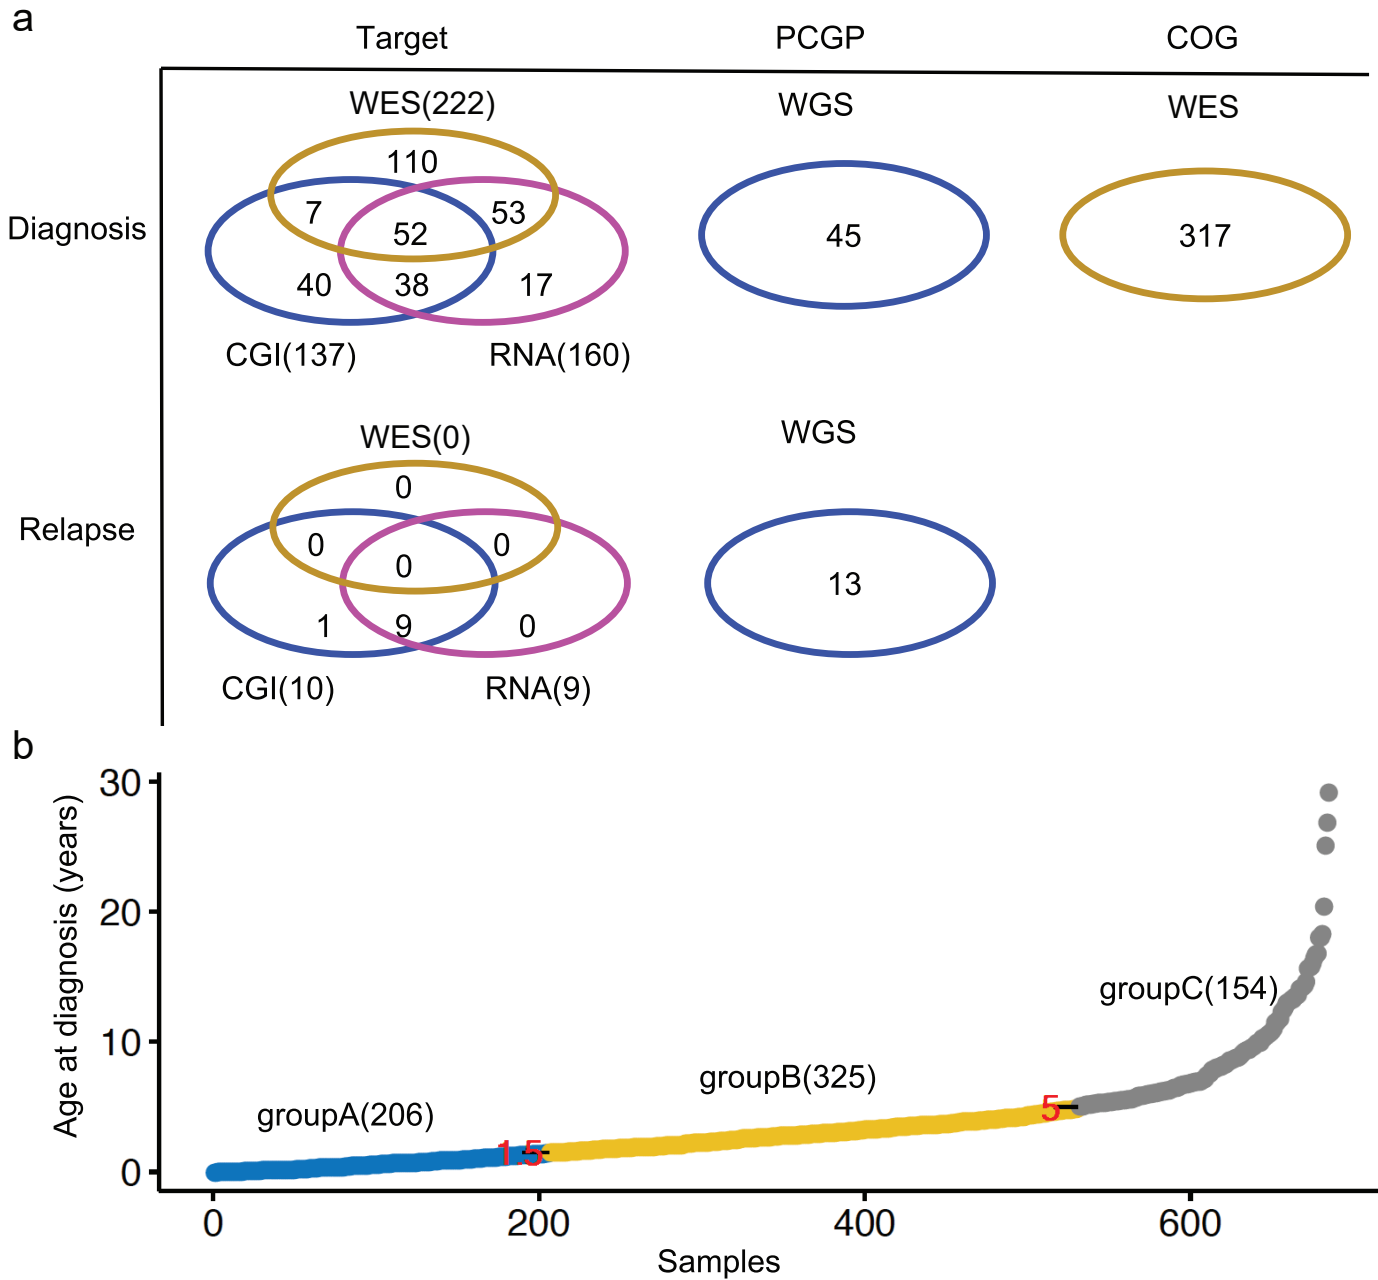 a
Target PCGP COG
WES(222) WGS WES
110
7 53
52
45
317
Diagnosis
40 38 17
CGI(137) RNA(160)
WES(0) WGS
0
0 0
0
13
Relapse
1 9 0
CGI(10) RNA(9)
b
Age at diagnosis (years)
30
20
10
0
groupA(206)
groupB(325)
groupC(154)
1.5
5
0 200 400 600
Samples